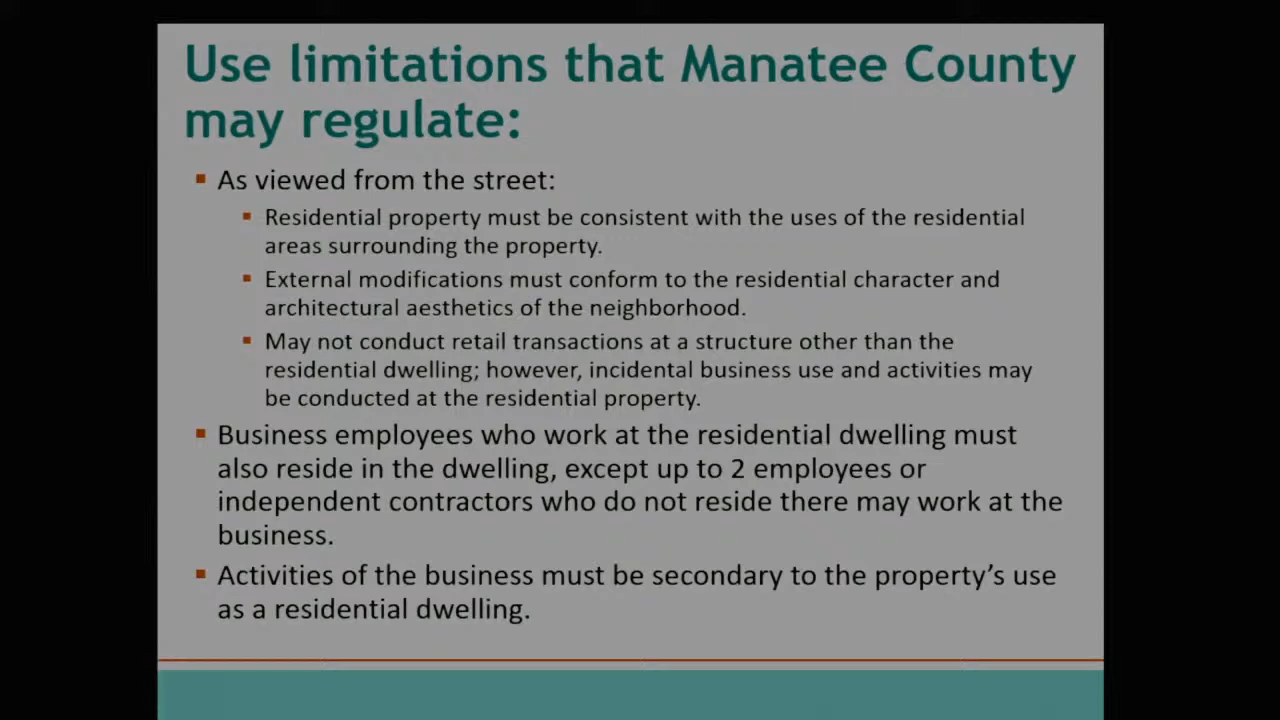 Use limitations that Manatee County
may regulate:
▪ As viewed from the street:
▪ Residential property must be consistent with the uses of the residential
areas surrounding the property.
▪ External modifications must conform to the residential character and
architectural aesthetics of the neighborhood.
▪ May not conduct retail transactions at a structure other than the
residential dwelling; however, incidental business use and activities may
be conducted at the residential property.
▪ Business employees who work at the residential dwelling must
also reside in the dwelling, except up to 2 employees or
independent contractors who do not reside there may work at the
business.
▪ Activities of the business must be secondary to the property’s use
as a residential dwelling.